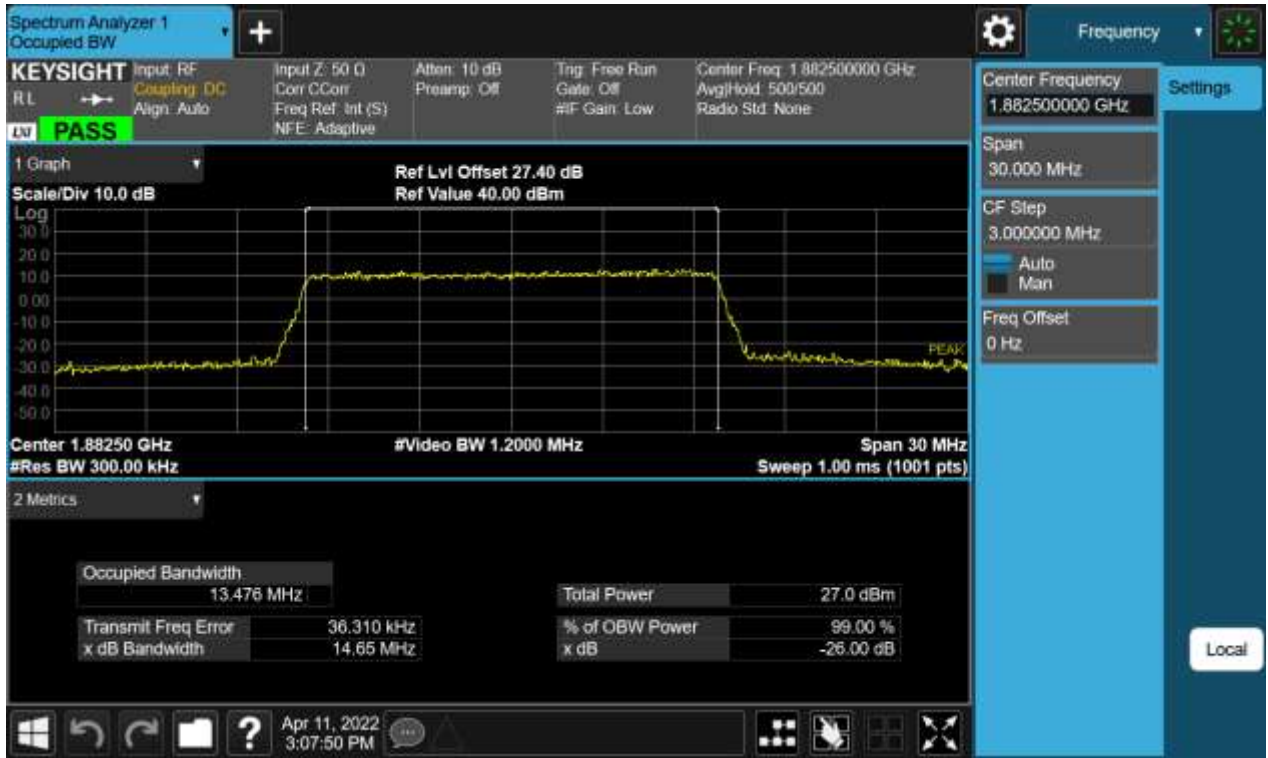 Spectrum Analyzer 1
Occupied BW
+
Frequency
KEYSIGHT
RL
LXI
PASS
Input: RF
Coupling: DC
Align: Auto
Input Z: 50 Ω
Corr CCorr
Freq Ref: Int (S)
NFE: Adaptive
Atten: 10 dB
Preamp: Off
Trig: Free Run
Gate: Off
#IF Gain: Low
Center Freq: 1.882500000 GHz
Avg|Hold: 500/500
Radio Std: None
Center Frequency
1.882500000 GHz
Settings
Span
30.000 MHz
CF Step
3.000000 MHz
Auto
Man
Freq Offset
0 Hz
Local
1 Graph
Scale/Div 10.0 dB
Ref Lvl Offset 27.40 dB
Ref Value 40.00 dBm
Log
30.0
20.0
10.0
0.00
-10.0
-20.0
-30.0
-40.0
-50.0
PEAK
Center 1.88250 GHz
#Video BW 1.2000 MHz
Span 30 MHz
#Res BW 300.00 kHz
Sweep 1.00 ms (1001 pts)
2 Metrics
Occupied Bandwidth
13.476 MHz
Total Power 27.0 dBm
Transmit Freq Error 36.310 kHz
% of OBW Power 99.00 %
x dB Bandwidth 14.65 MHz
x dB -26.00 dB
?
Apr 11, 2022
3:07:50 PM